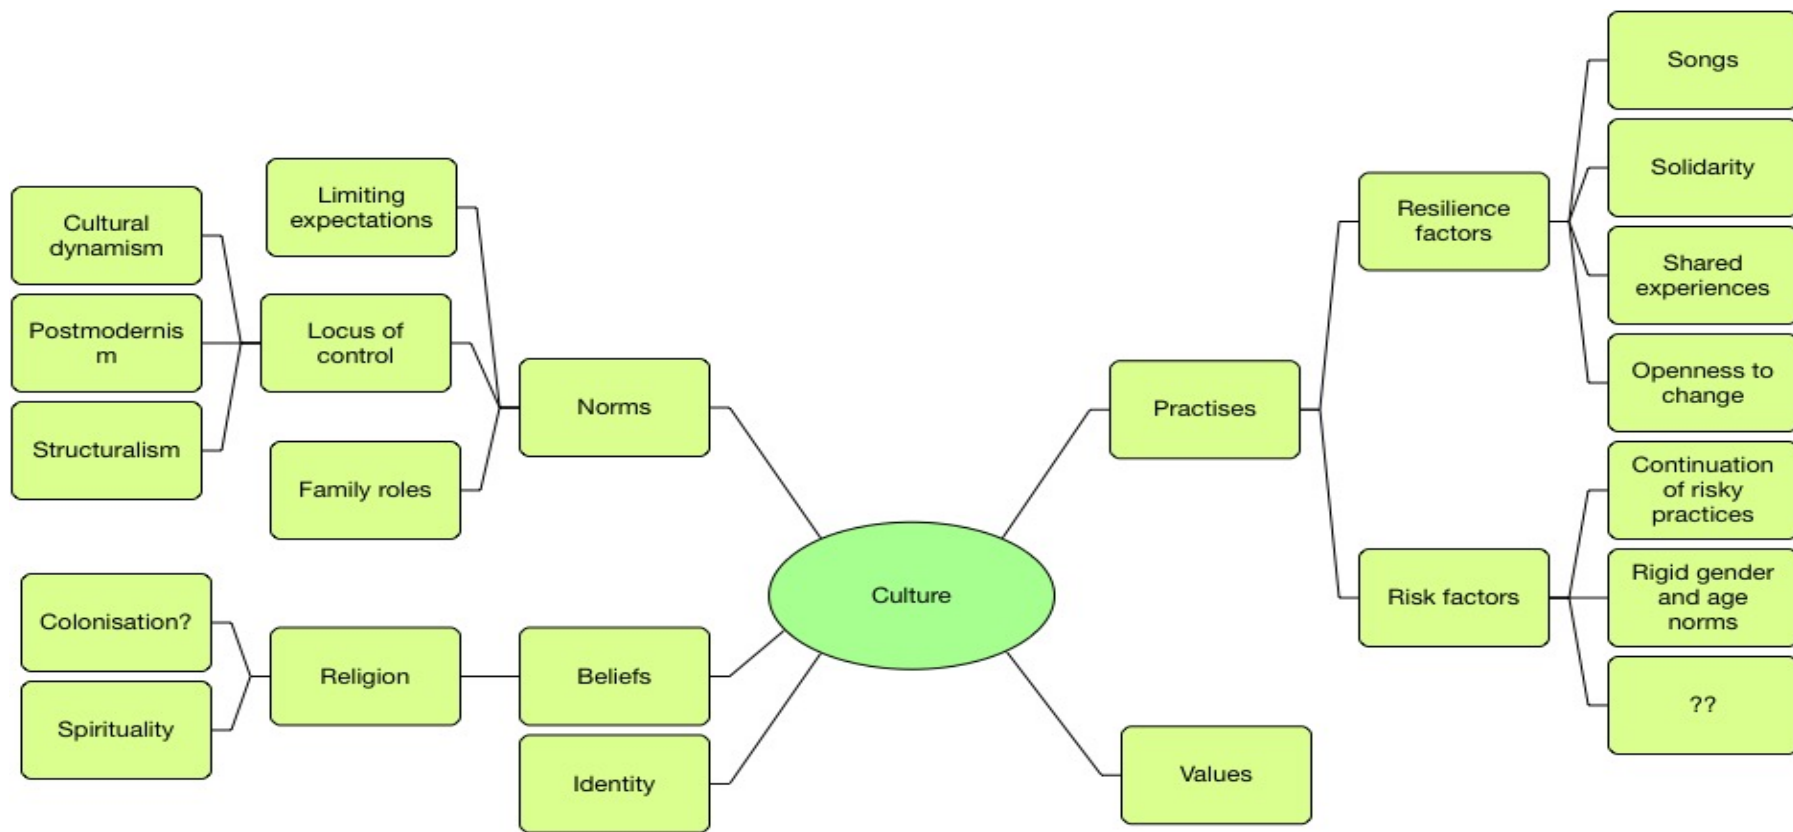 Songs
Solidarity
Shared
experiences
Openness to
change
Resilience
factors
Practises
Continuation
of risky
practices
Rigid gender
and age
norms
??
Risk factors
Values
Culture
Limiting
expectations
Cultural
dynamism
Postmodernis
m
Structuralism
Locus of
control
Family roles
Norms
Colonisation?
Spirituality
Religion
Beliefs
Identity